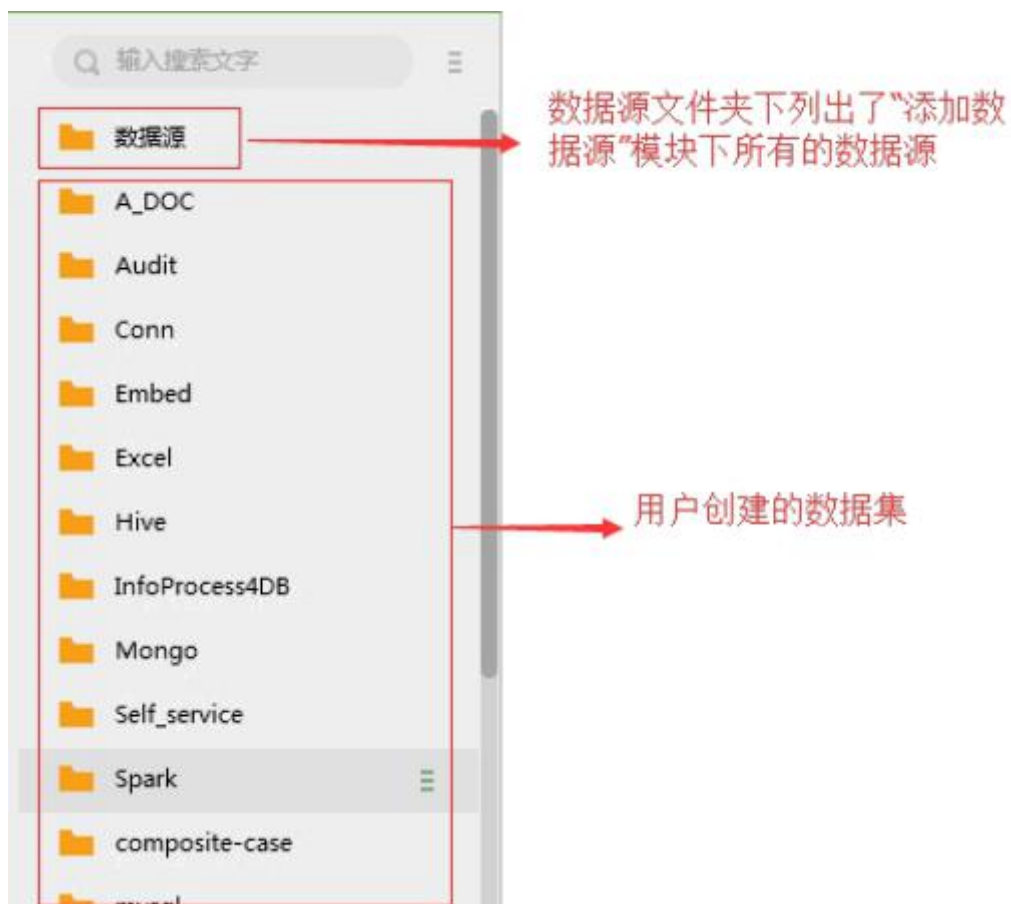 输入搜索文字
数据源
数据源文件夹下列出了“添加数
据源”模块下所有的数据源
A_DOC
Audit
Conn
Embed
Excel
Hive
用户创建的数据集
InfoProcess4DB
Mongo
Self_service
Spark
composite-case